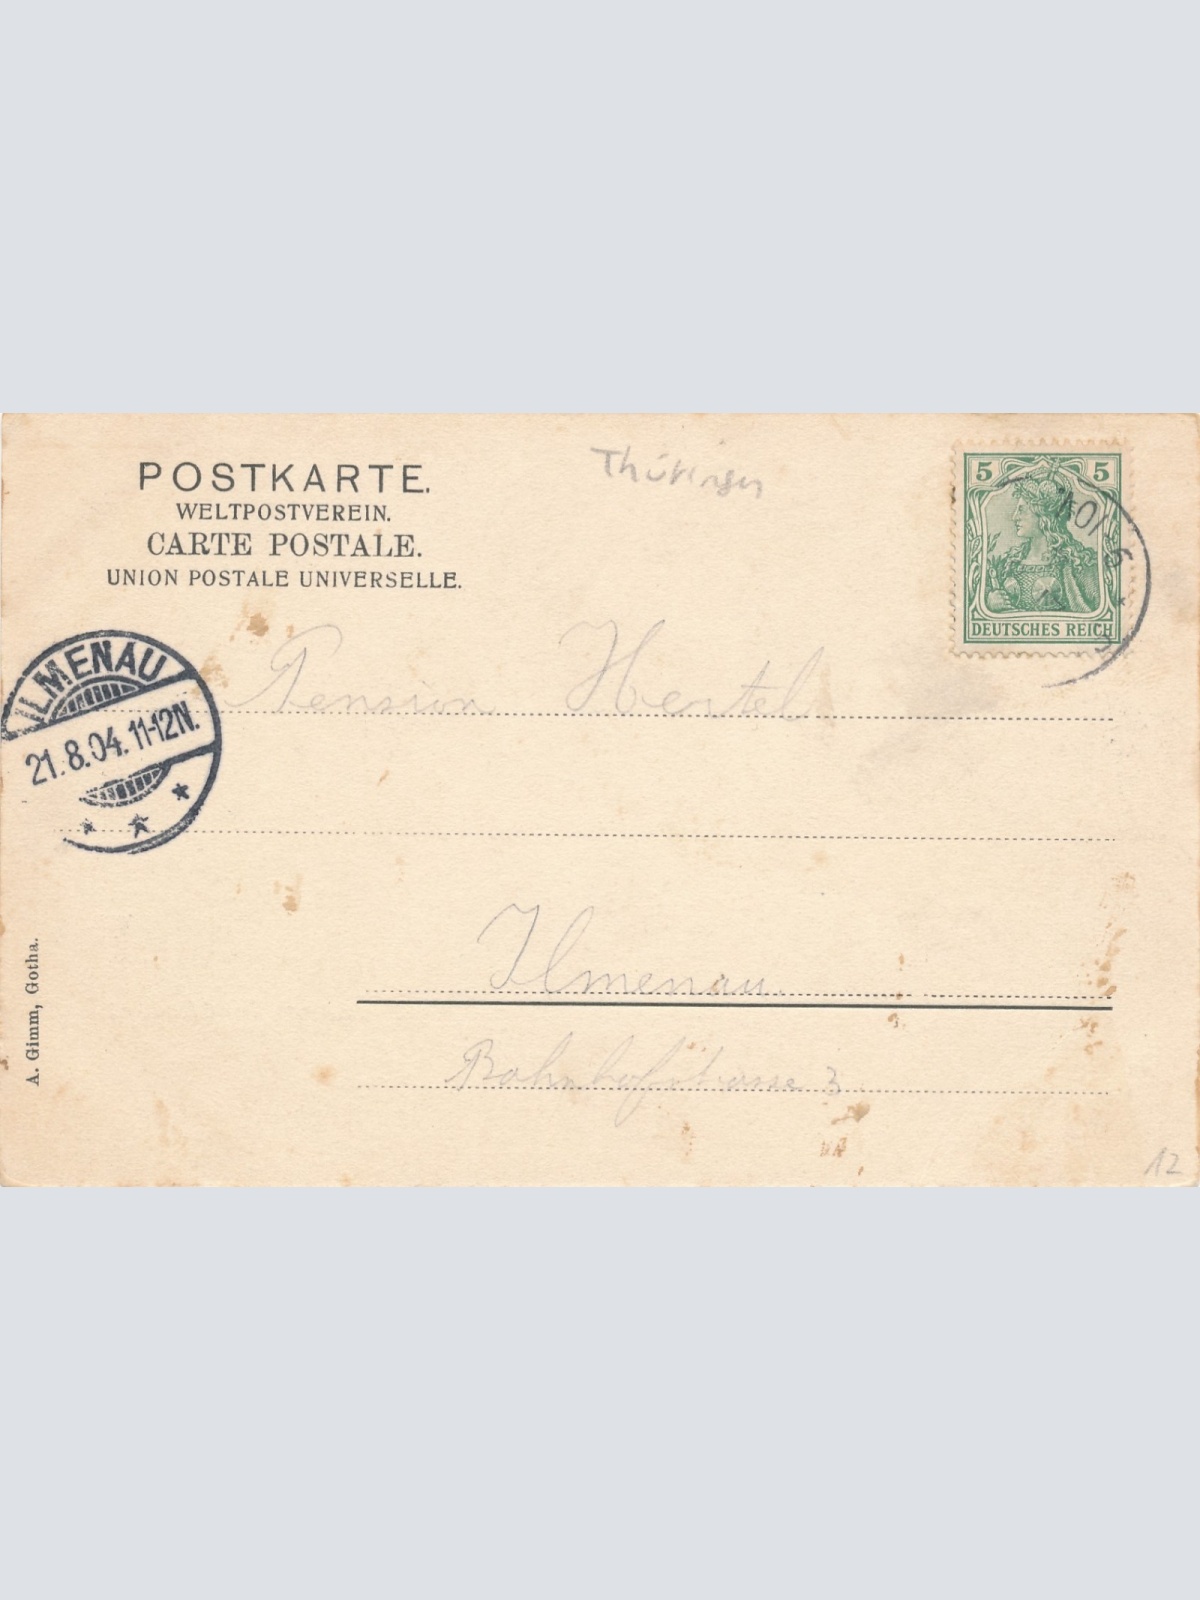 POSTKARTE.
WELTPOSTVEREIN.
CARTE POSTALE.
UNION POSTALE UNIVERSELLE.
Thüringen
5 5
DEUTSCHES REICH
ILMENAU
21.8.04.11-12N.
Pension Hertel
Ilmenau.
Bahnhofstrasse 3.
A. Gimm, Gotha.
12